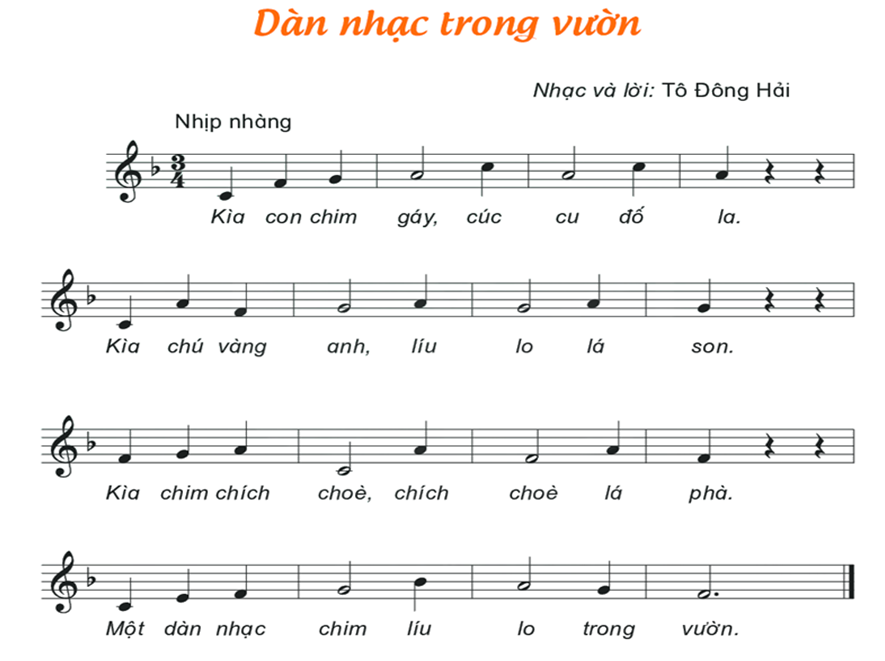 Dàn nhạc trong vườn
Nhạc và lời: Tô Đông Hải
Nhịp nhàng
3
4
Kìa con chim gáy, cúc cu đố la.
Kìa chú vàng anh, líu lo lá son.
Kìa chim chích choè, chích choè lá phà.
Một dàn nhạc chim líu lo trong vườn.